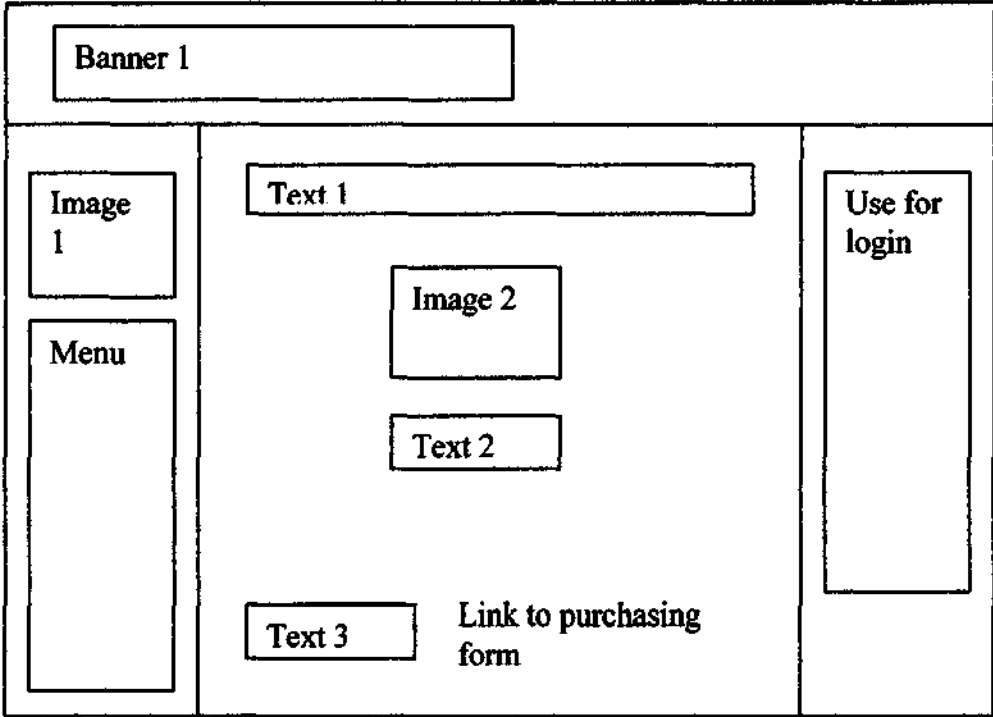 Banner 1
Image
1
Menu
Text 1
Image 2
Text 2
Text 3
Link to purchasing
form
Use for
login